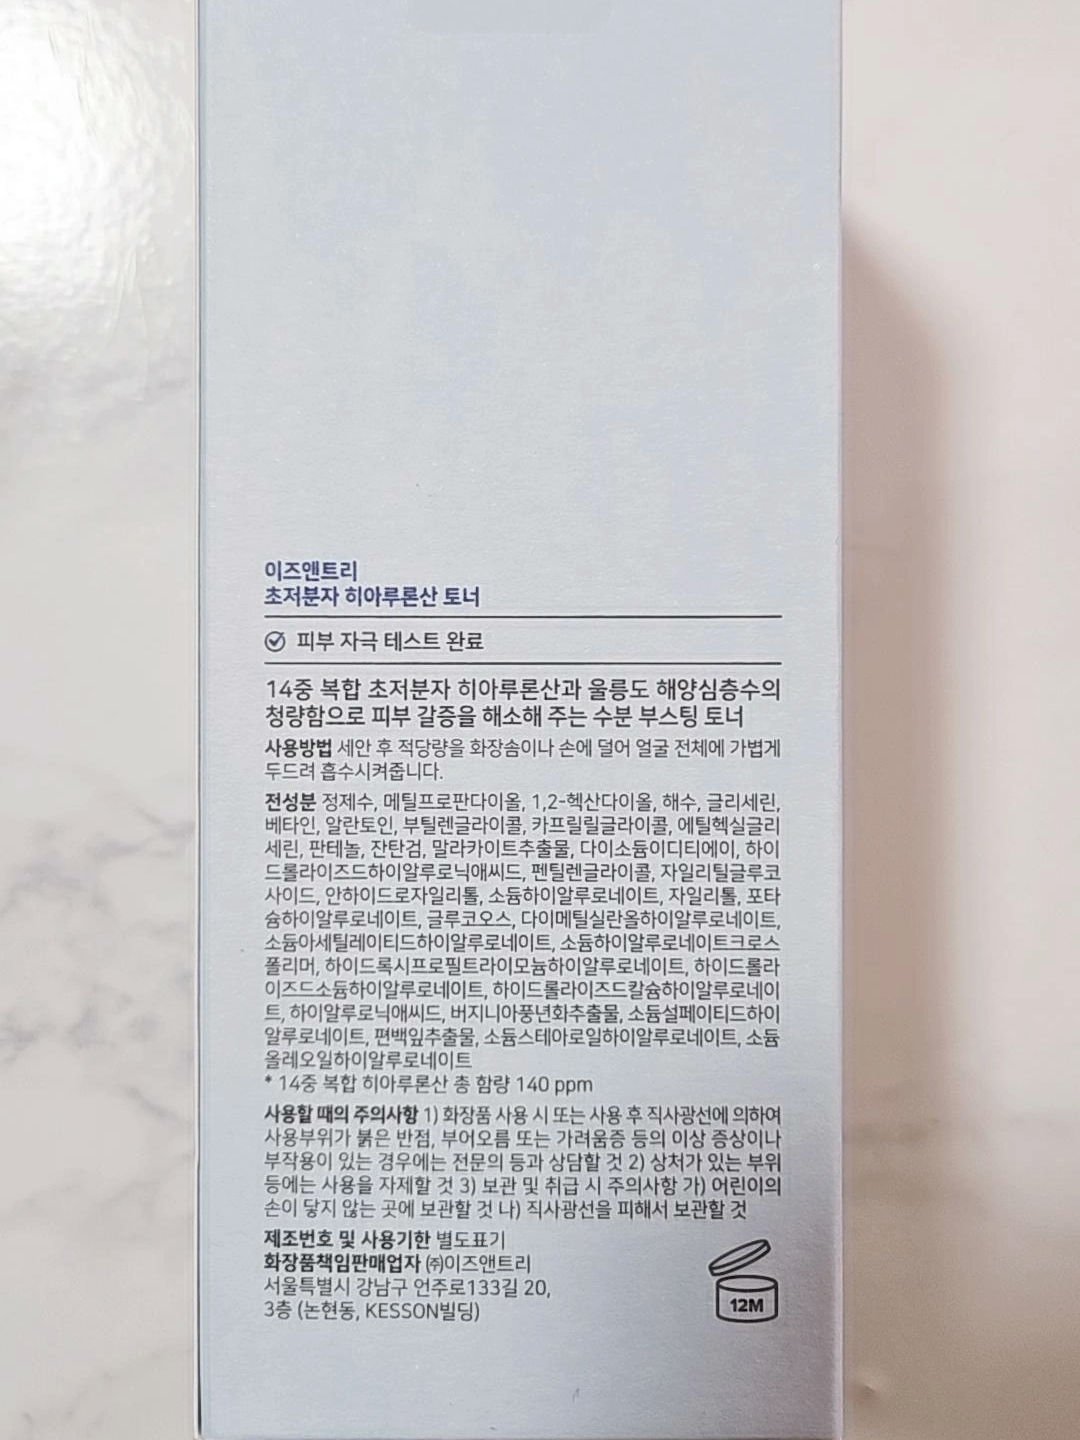 이즈앤트리
초저분자 히아루론산 토너
피부 자극 테스트 완료
14중 복합 초저분자 히아루론산과 울릉도 해양심층수의
청량함으로 피부 갈증을 해소해 주는 수분 부스팅 토너
사용방법 세안 후 적당량을 화장솜이나 손에 덜어 얼굴 전체에 가볍게
두드려 흡수시켜줍니다.
전성분 정제수, 메틸프로판다이올, 1,2-헥산다이올, 해수, 글리세린,
베타인, 알란토인, 부틸렌글라이콜, 카프릴릴글라이콜, 에틸헥실글리
세린, 판테놀, 잔탄검, 말라카이트추출물, 다이소듐이디티에이, 하이
드롤라이즈드하이알루로닉애씨드, 펜틸렌글라이콜, 자일리틸글루코
사이드, 안하이드로자일리톨, 소듐하이알루로네이트, 자일리톨, 포타
슘하이알루로네이트, 글루코오스, 다이메틸실란올하이알루로네이트,
소듐아세틸레이티드하이알루로네이트, 소듐하이알루로네이트크로스
폴리머, 하이드록시프로필트라이모늄하이알루로네이트, 하이드롤라
이즈드소듐하이알루로네이트, 하이드롤라이즈드칼슘하이알루로네이
트, 하이알루로닉애씨드, 버지니아풍년화추출물, 소듐설페이티드하이
알루로네이트, 편백잎추출물, 소듐스테아로일하이알루로네이트, 소듐
올레오일하이알루로네이트
* 14중 복합 히아루론산 총 함량 140 ppm
사용할 때의 주의사항 1) 화장품 사용 시 또는 사용 후 직사광선에 의하여
사용부위가 붉은 반점, 부어오름 또는 가려움증 등의 이상 증상이나
부작용이 있는 경우에는 전문의 등과 상담할 것 2) 상처가 있는 부위
등에는 사용을 자제할 것 3) 보관 및 취급 시 주의사항 가) 어린이의
손이 닿지 않는 곳에 보관할 것 나) 직사광선을 피해서 보관할 것
제조번호 및 사용기한 별도표기
화장품책임판매업자 ㈜이즈앤트리
서울특별시 강남구 언주로133길 20,
3층 (논현동, KESSON빌딩)
12M